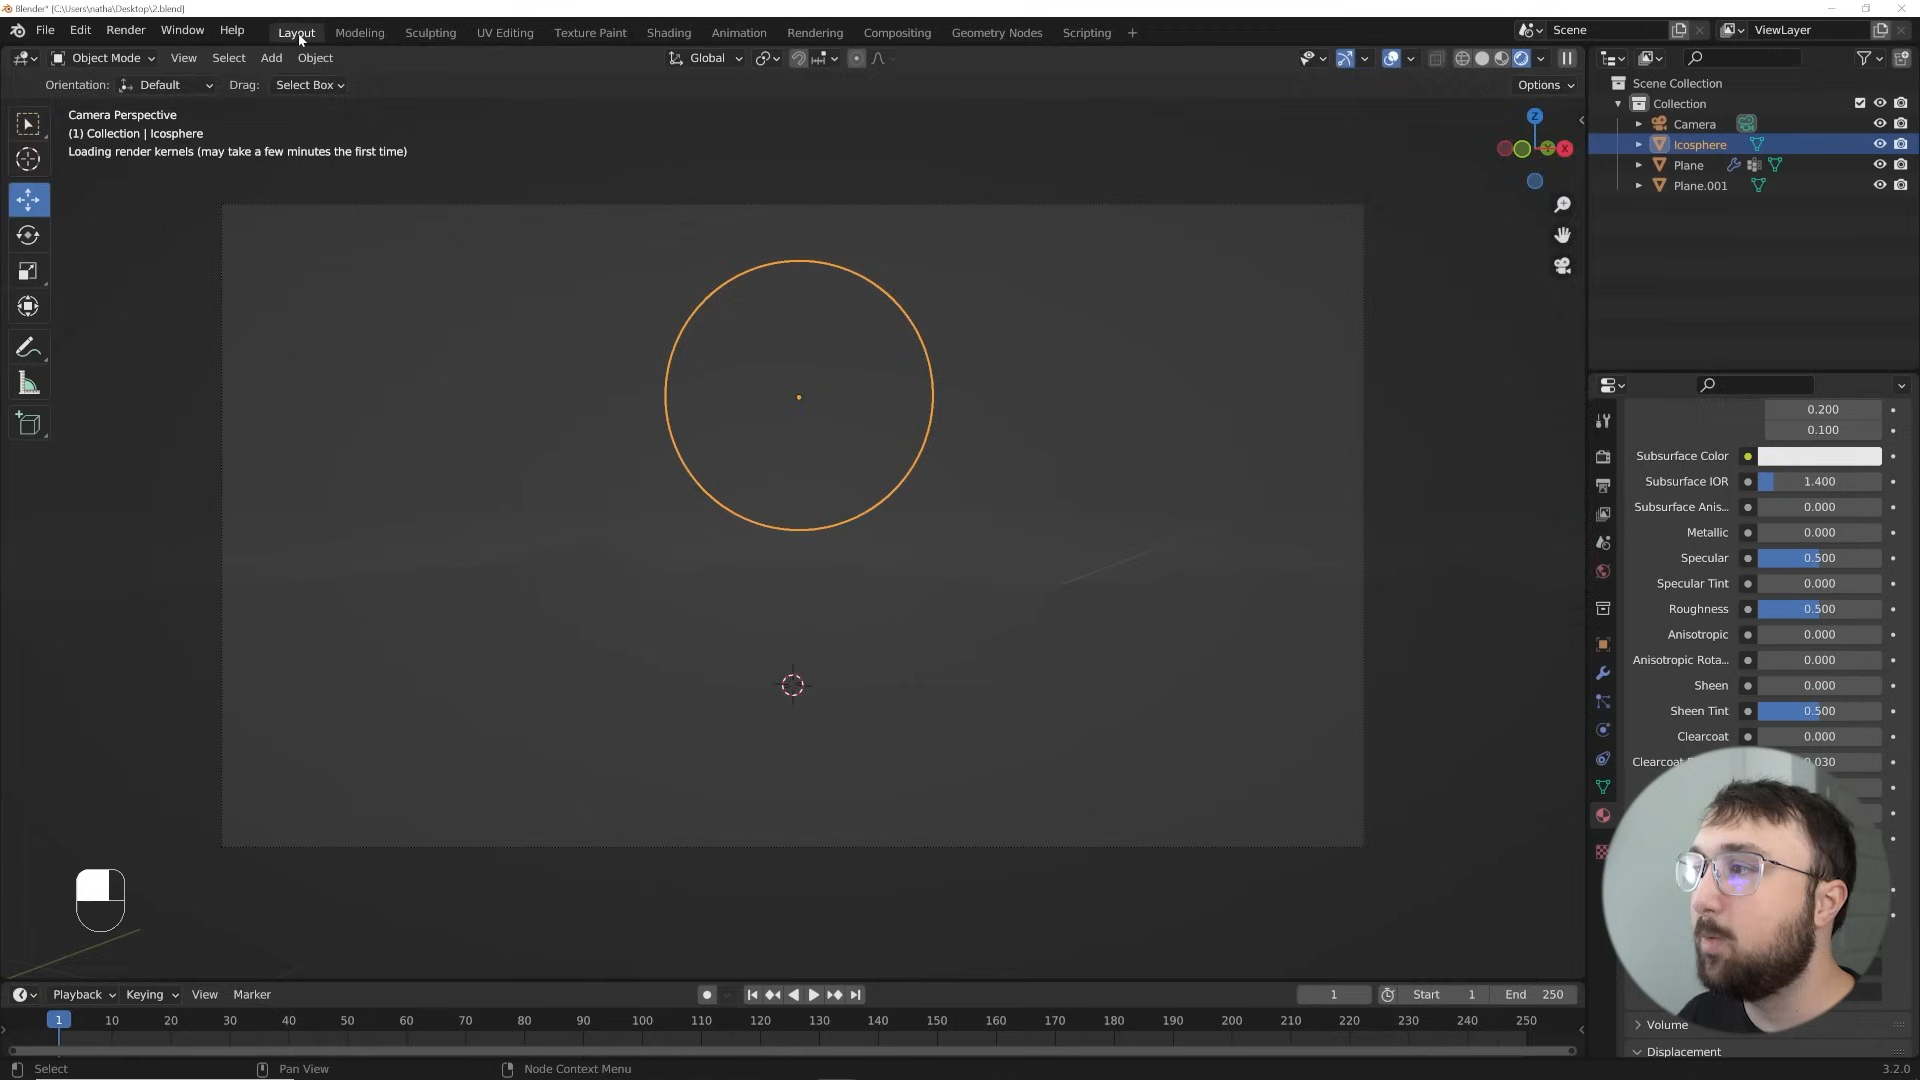 Blender* [C:\Users\natha\Desktop\2.blend]
File Edit Render Window Help Layout Modeling Sculpting UV Editing Texture Paint Shading Animation Rendering Compositing Geometry Nodes Scripting + Scene ViewLayer
Object Mode View Select Add Object Global
Orientation: Default Drag: Select Box Options
Camera Perspective
(1) Collection | Icosphere
Loading render kernels (may take a few minutes the first time)
Z
Y X
Scene Collection
Collection
Camera
Icosphere
Plane
Plane.001
0.200
0.100
Subsurface Color
Subsurface IOR 1.400
Subsurface Anis... 0.000
Metallic 0.000
Specular 0.500
Specular Tint 0.000
Roughness 0.500
Anisotropic 0.000
Anisotropic Rota... 0.000
Sheen 0.000
Sheen Tint 0.500
Clearcoat 0.000
Clearcoat 0.030
Volume
Displacement
Playback Keying View Marker 1 Start 1 End 250
1 10 20 30 40 50 60 70 80 90 100 110 120 130 140 150 160 170 180 190 200 210 220 230 240 250
Select Pan View Node Context Menu 3.2.0